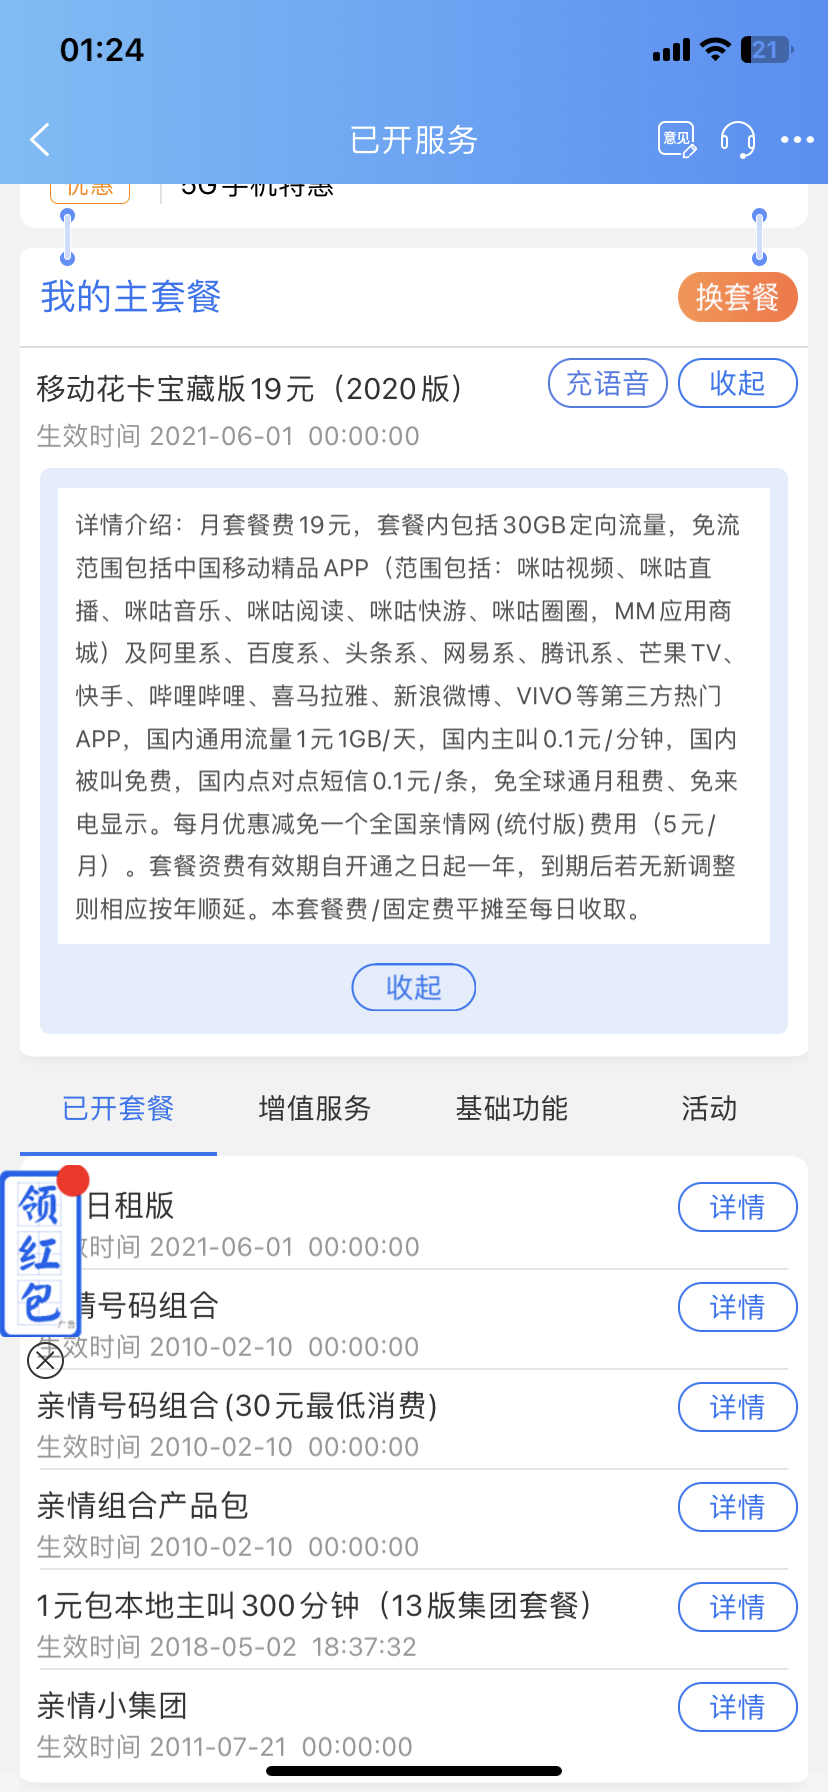 01:24
21
已开服务
意见
优惠
5G手机特惠
我的主套餐
换套餐
移动花卡宝藏版19元（2020版）
充语音
收起
生效时间 2021-06-01 00:00:00
详情介绍：月套餐费19元，套餐内包括30GB定向流量，免流
范围包括中国移动精品APP（范围包括：咪咕视频、咪咕直
播、咪咕音乐、咪咕阅读、咪咕快游、咪咕圈圈，MM应用商
城）及阿里系、百度系、头条系、网易系、腾讯系、芒果TV、
快手、哔哩哔哩、喜马拉雅、新浪微博、VIVO等第三方热门
APP，国内通用流量1元1GB/天，国内主叫0.1元/分钟，国内
被叫免费，国内点对点短信0.1元/条，免全球通月租费、免来
电显示。每月优惠减免一个全国亲情网(统付版)费用（5元/
月）。套餐资费有效期自开通之日起一年，到期后若无新调整
则相应按年顺延。本套餐费/固定费平摊至每日收取。
收起
已开套餐
增值服务
基础功能
活动
日租版
详情
效时间 2021-06-01 00:00:00
领
红
包
广告
情号码组合
详情
生效时间 2010-02-10 00:00:00
亲情号码组合(30元最低消费)
详情
生效时间 2010-02-10 00:00:00
亲情组合产品包
详情
生效时间 2010-02-10 00:00:00
1元包本地主叫300分钟（13版集团套餐）
详情
生效时间 2018-05-02 18:37:32
亲情小集团
详情
生效时间 2011-07-21 00:00:00